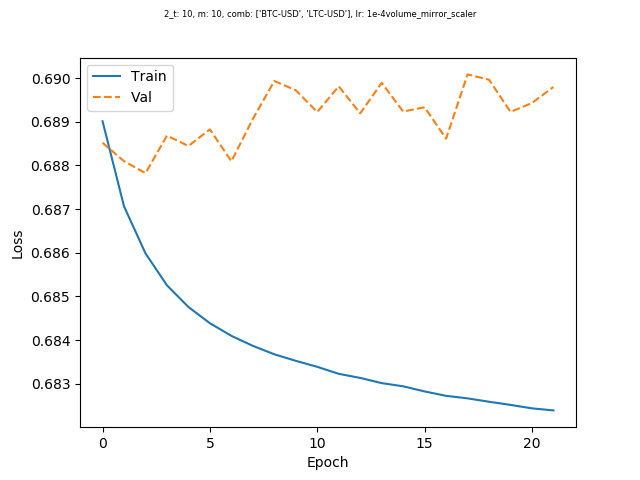 2_t: 10, m: 10, comb: ['BTC-USD', 'LTC-USD'], lr: 1e-4volume_mirror_scaler
Train
Val
0.690
0.689
0.688
0.687
0.686
0.685
0.684
0.683
Loss
0 5 10 15 20
Epoch